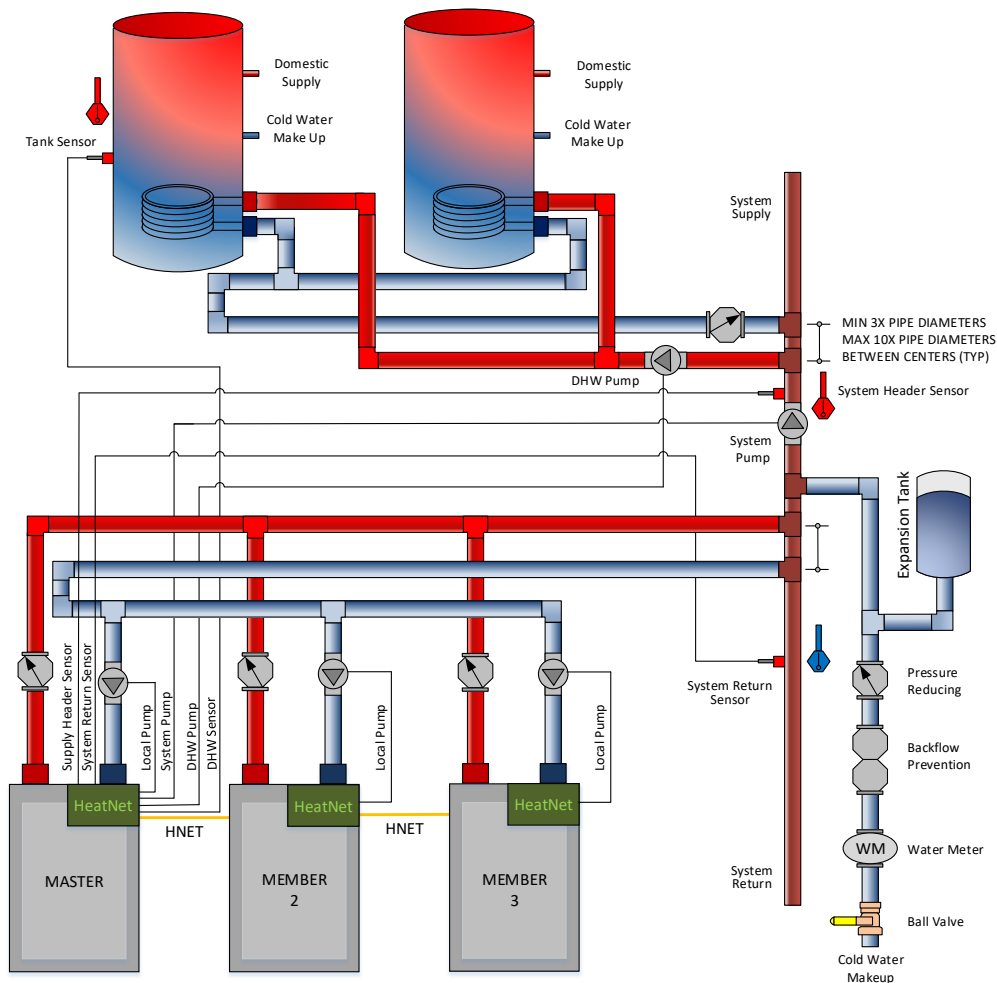 Domestic
Supply
Cold Water
Make Up
Tank Sensor
Domestic
Supply
Cold Water
Make Up
System
Supply
MIN 3X PIPE DIAMETERS
MAX 10X PIPE DIAMETERS
BETWEEN CENTERS (TYP)
DHW Pump
System Header Sensor
System
Pump
Expansion Tank
Supply Header Sensor
System Return Sensor
Local Pump
System Pump
DHW Pump
DHW Sensor
Local Pump
Local Pump
System Return
Sensor
Pressure
Reducing
Backflow
Prevention
HeatNet
HeatNet
HeatNet
HNET
HNET
MASTER
MEMBER
2
MEMBER
3
System
Return
WM
Water Meter
Ball Valve
Cold Water
Makeup